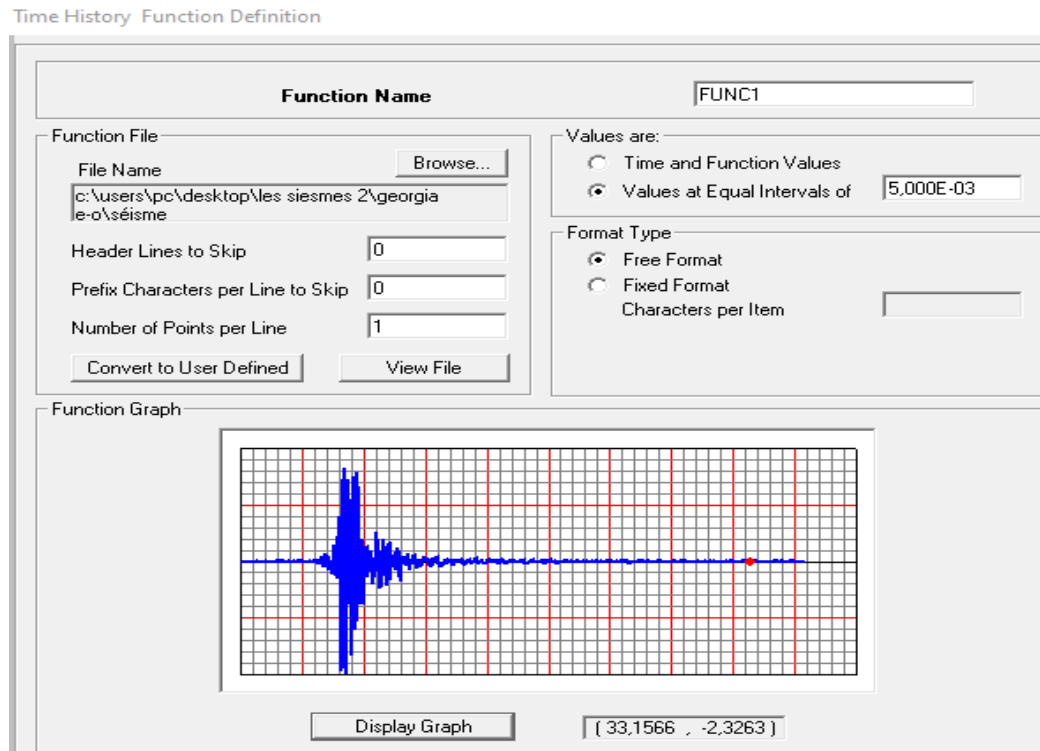 Time History Function Definition
Function Name
FUNC1
Function File
File Name
Browse...
c:\users\pc\desktop\les siesmes 2\georgia
e-o\séisme
Header Lines to Skip
0
Prefix Characters per Line to Skip
0
Number of Points per Line
1
Convert to User Defined
View File
Values are:
Time and Function Values
Values at Equal Intervals of
5,000E-03
Format Type
Free Format
Fixed Format
Characters per Item
Function Graph
Display Graph
( 33,1566 , -2,3263 )